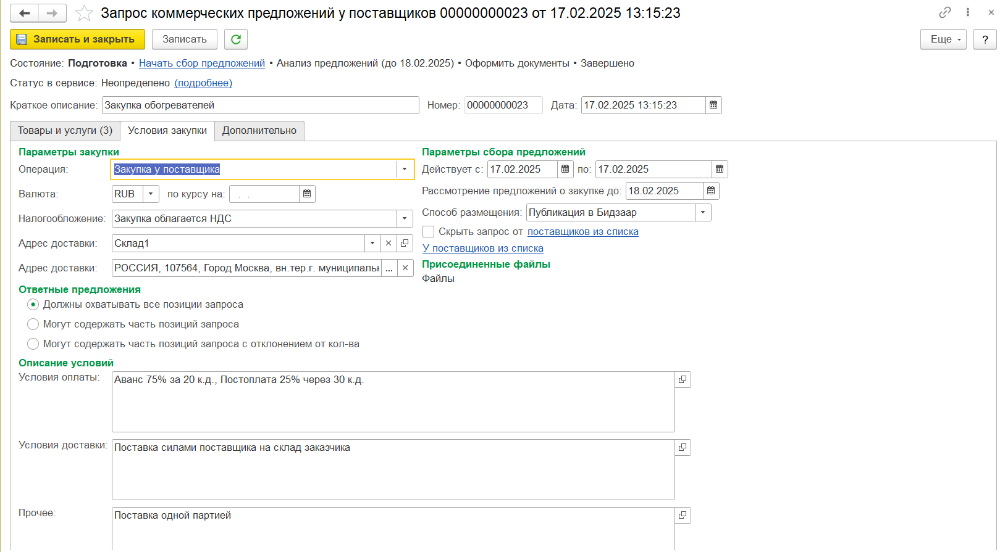 Запрос коммерческих предложений у поставщиков 00000000023 от 17.02.2025 13:15:23
Записать и закрыть Записать Еще ?
Состояние: Подготовка • Начать сбор предложений • Анализ предложений (до 18.02.2025) • Оформить документы • Завершено
Статус в сервисе: Неопределено (подробнее)
Краткое описание: Закупка обогревателей Номер: 00000000023 Дата: 17.02.2025 13:15:23
Товары и услуги (3) Условия закупки Дополнительно
Параметры закупки
Операция: Закупка у поставщика
Валюта: RUB по курсу на: . .
Налогообложение: Закупка облагается НДС
Адрес доставки: Склад1
Адрес доставки: РОССИЯ, 107564, Город Москва, вн.тер.г. муниципальн ...
Ответные предложения
Должны охватывать все позиции запроса
Могут содержать часть позиций запроса
Могут содержать часть позиций запроса с отклонением от кол-ва
Параметры сбора предложений
Действует с: 17.02.2025 по: 17.02.2025
Рассмотрение предложений о закупке до: 18.02.2025
Способ размещения: Публикация в Бидзаар
Скрыть запрос от поставщиков из списка
У поставщиков из списка
Присоединенные файлы
Файлы
Описание условий
Условия оплаты: Аванс 75% за 20 к.д., Постоплата 25% через 30 к.д.
Условия доставки: Поставка силами поставщика на склад заказчика
Прочее: Поставка одной партией